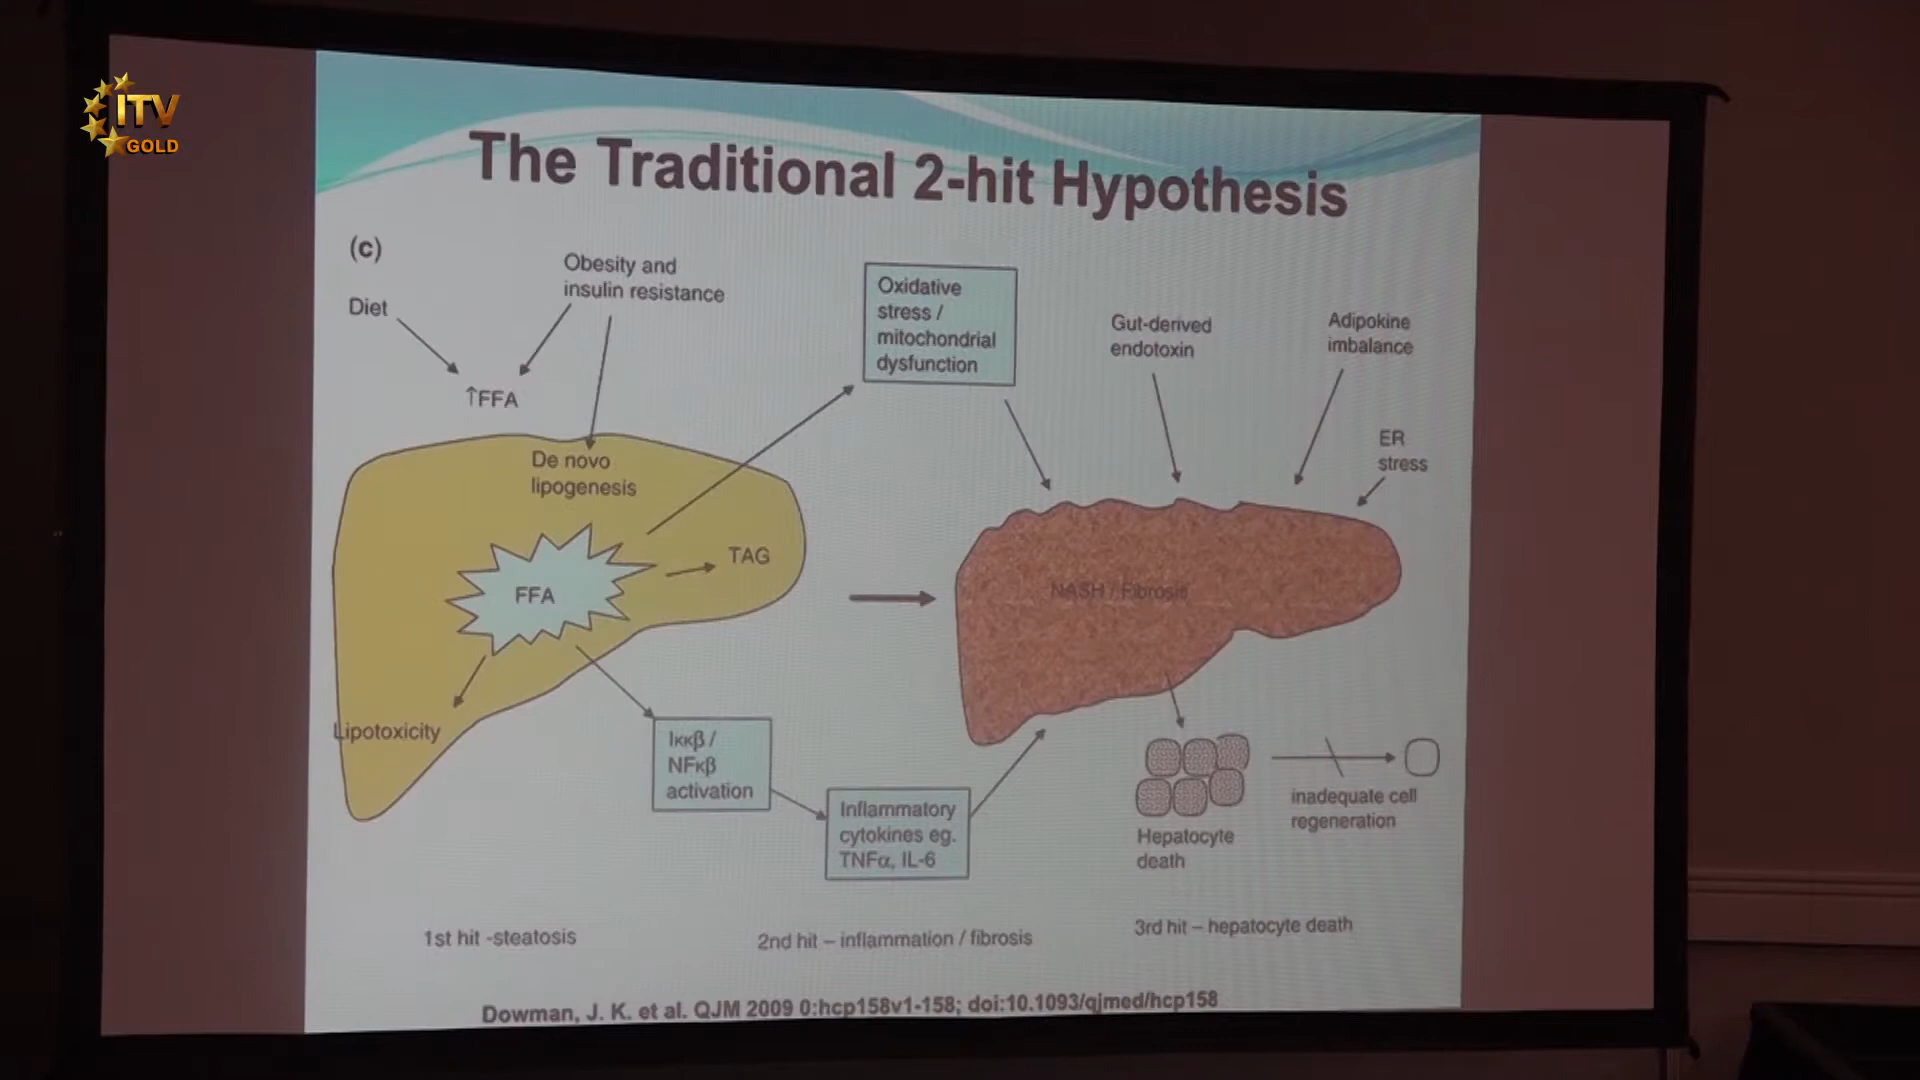 ITV
GOLD
The Traditional 2-hit Hypothesis
(c)
Diet
Obesity and
insulin resistance
↑FFA
De novo
lipogenesis
FFA
TAG
Lipotoxicity
Oxidative
stress /
mitochondrial
dysfunction
Gut-derived
endotoxin
Adipokine
imbalance
ER
stress
NASH / Fibrosis
Iκκβ /
NFκβ
activation
Inflammatory
cytokines eg.
TNFα, IL-6
Hepatocyte
death
inadequate cell
regeneration
1st hit -steatosis
2nd hit – inflammation / fibrosis
3rd hit – hepatocyte death
Dowman, J. K. et al. QJM 2009 0:hcp158v1-158; doi:10.1093/qjmed/hcp158